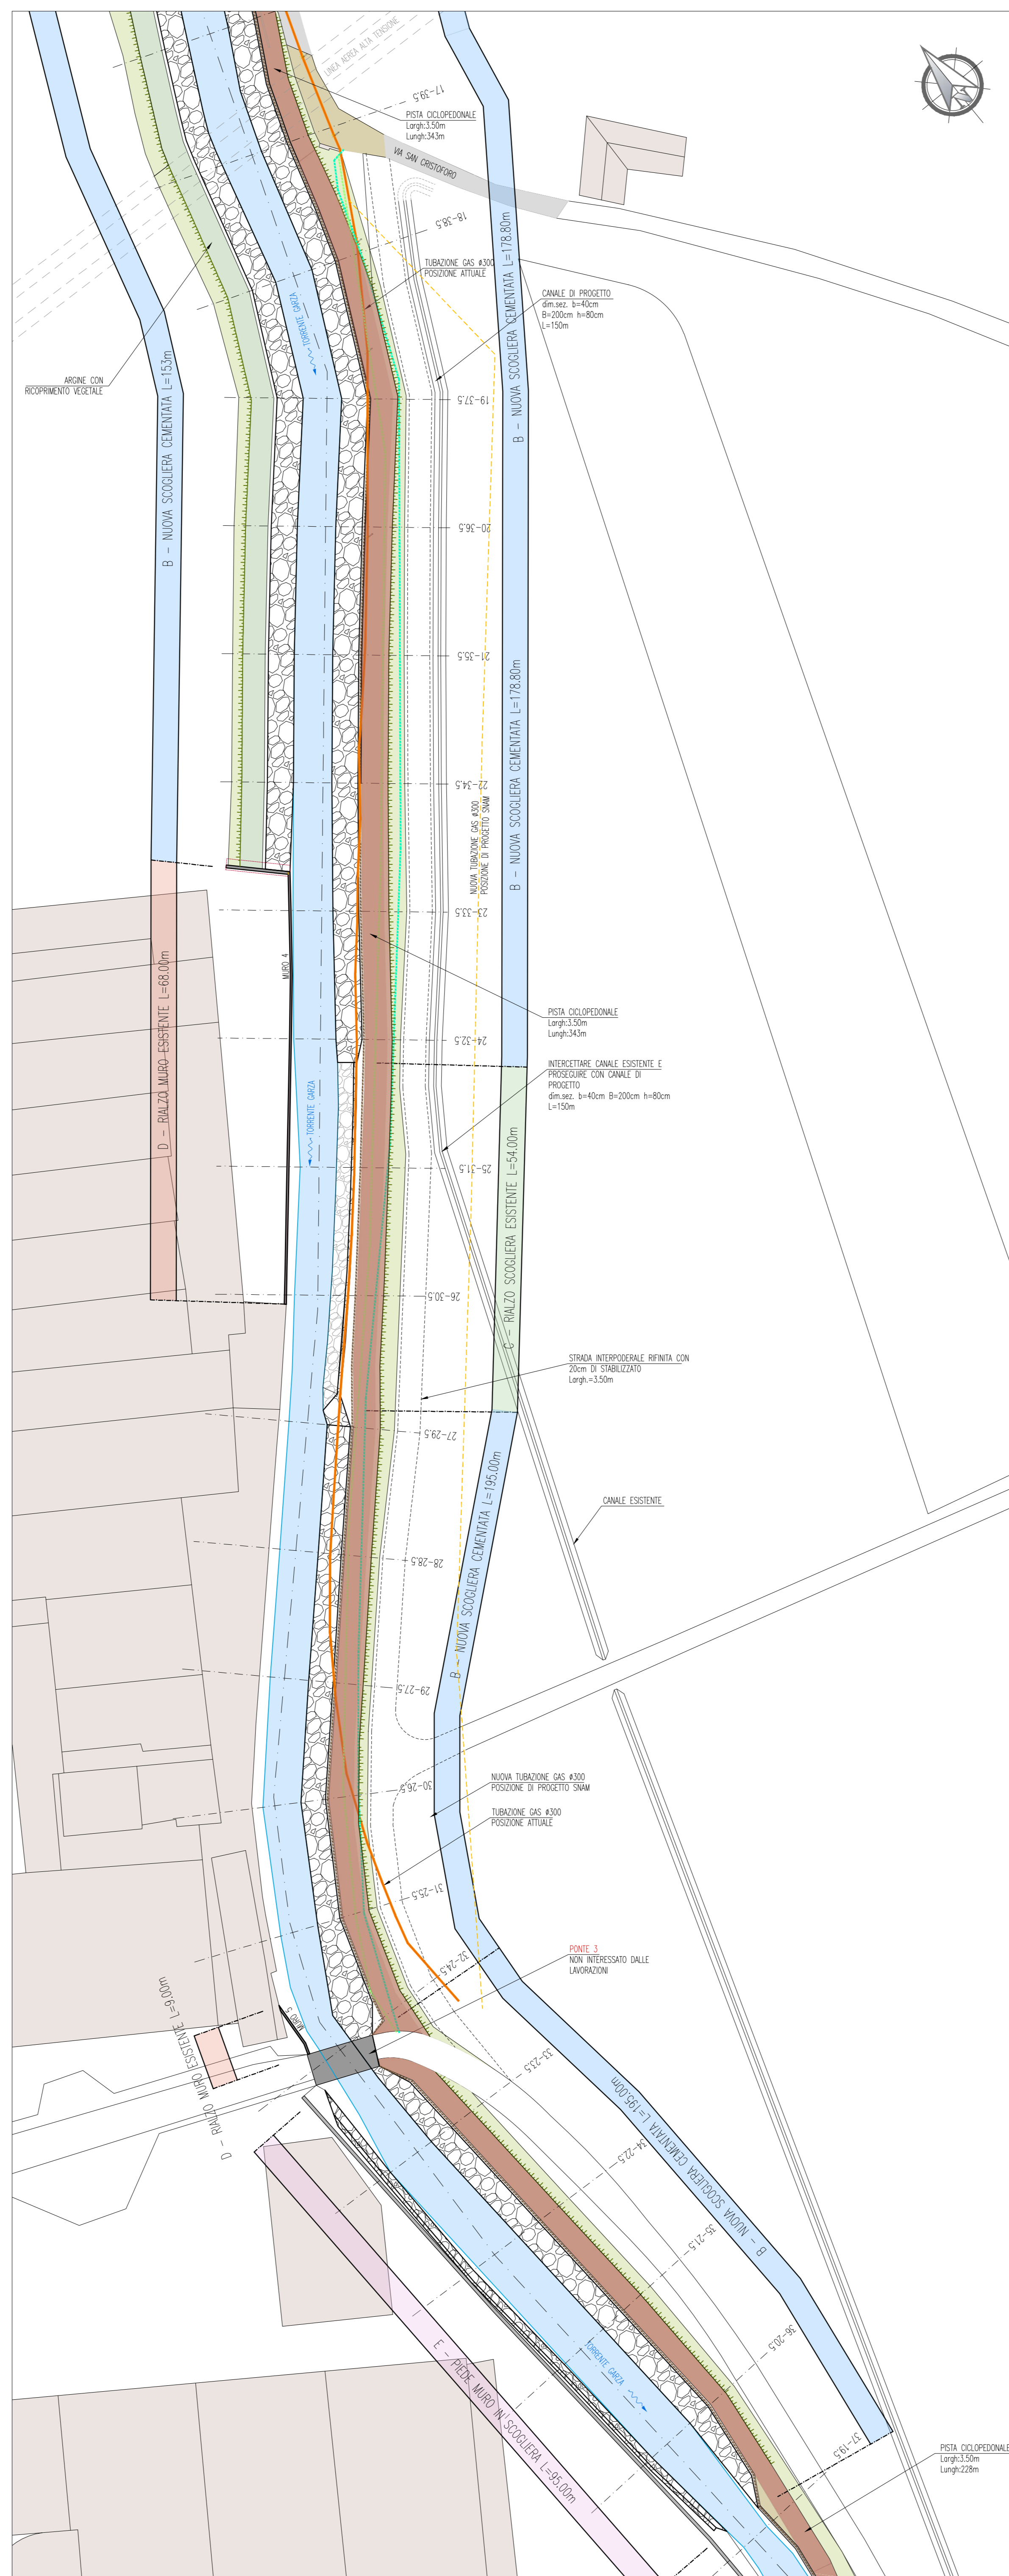 LINEA AEREA ALTA TENSIONE
17-39.5
PISTA CICLOPEDONALE
Largh:3.50m
Lungh:343m
VIA SAN CRISTOFORO
18-38.5
TUBAZIONE GAS ø300
POSIZIONE ATTUALE
B - NUOVA SCOGLIERA CEMENTATA L=178.80m
CANALE DI PROGETTO
dim.sez. b=40cm
B=200cm h=80cm
L=150m
TORRENTE GARZA
ARGINE CON
RICOPRIMENTO VEGETALE
B - NUOVA SCOGLIERA CEMENTATA L=153m
19-37.5
20-36.5
21-35.5
B - NUOVA SCOGLIERA CEMENTATA L=178.80m
22-34.5
NUOVA TUBAZIONE GAS ø300
POSIZIONE DI PROGETTO SNAM
23-33.5
MURO 4
D - RIALZO MURO ESISTENTE L=68.00m
PISTA CICLOPEDONALE
Largh:3.50m
Lungh:343m
24-32.5
INTERCETTARE CANALE ESISTENTE E
PROSEGUIRE CON CANALE DI
PROGETTO
dim.sez. b=40cm B=200cm h=80cm
L=150m
TORRENTE GARZA
25-31.5
C - RIALZO SCOGLIERA ESISTENTE L=54.00m
26-30.5
STRADA INTERPODERALE RIFINITA CON
20cm DI STABILIZZATO
Largh.=3.50m
27-29.5
B - NUOVA SCOGLIERA CEMENTATA L=195.00m
CANALE ESISTENTE
28-28.5
29-27.5
30-26.5
NUOVA TUBAZIONE GAS ø300
POSIZIONE DI PROGETTO SNAM
TUBAZIONE GAS ø300
POSIZIONE ATTUALE
31-25.5
32-24.5
PONTE 3
NON INTERESSATO DALLE
LAVORAZIONI
D - RIALZO MURO ESISTENTE L=9.00m
MURO 5
33-23.5
B - NUOVA SCOGLIERA CEMENTATA L=195.00m
34-22.5
35-21.5
36-20.5
TORRENTE GARZA
E - PIEDE MURO IN SCOGLIERA L=95.00m
37-19.5
PISTA CICLOPEDONALE
Largh:3.50m
Lungh:228m